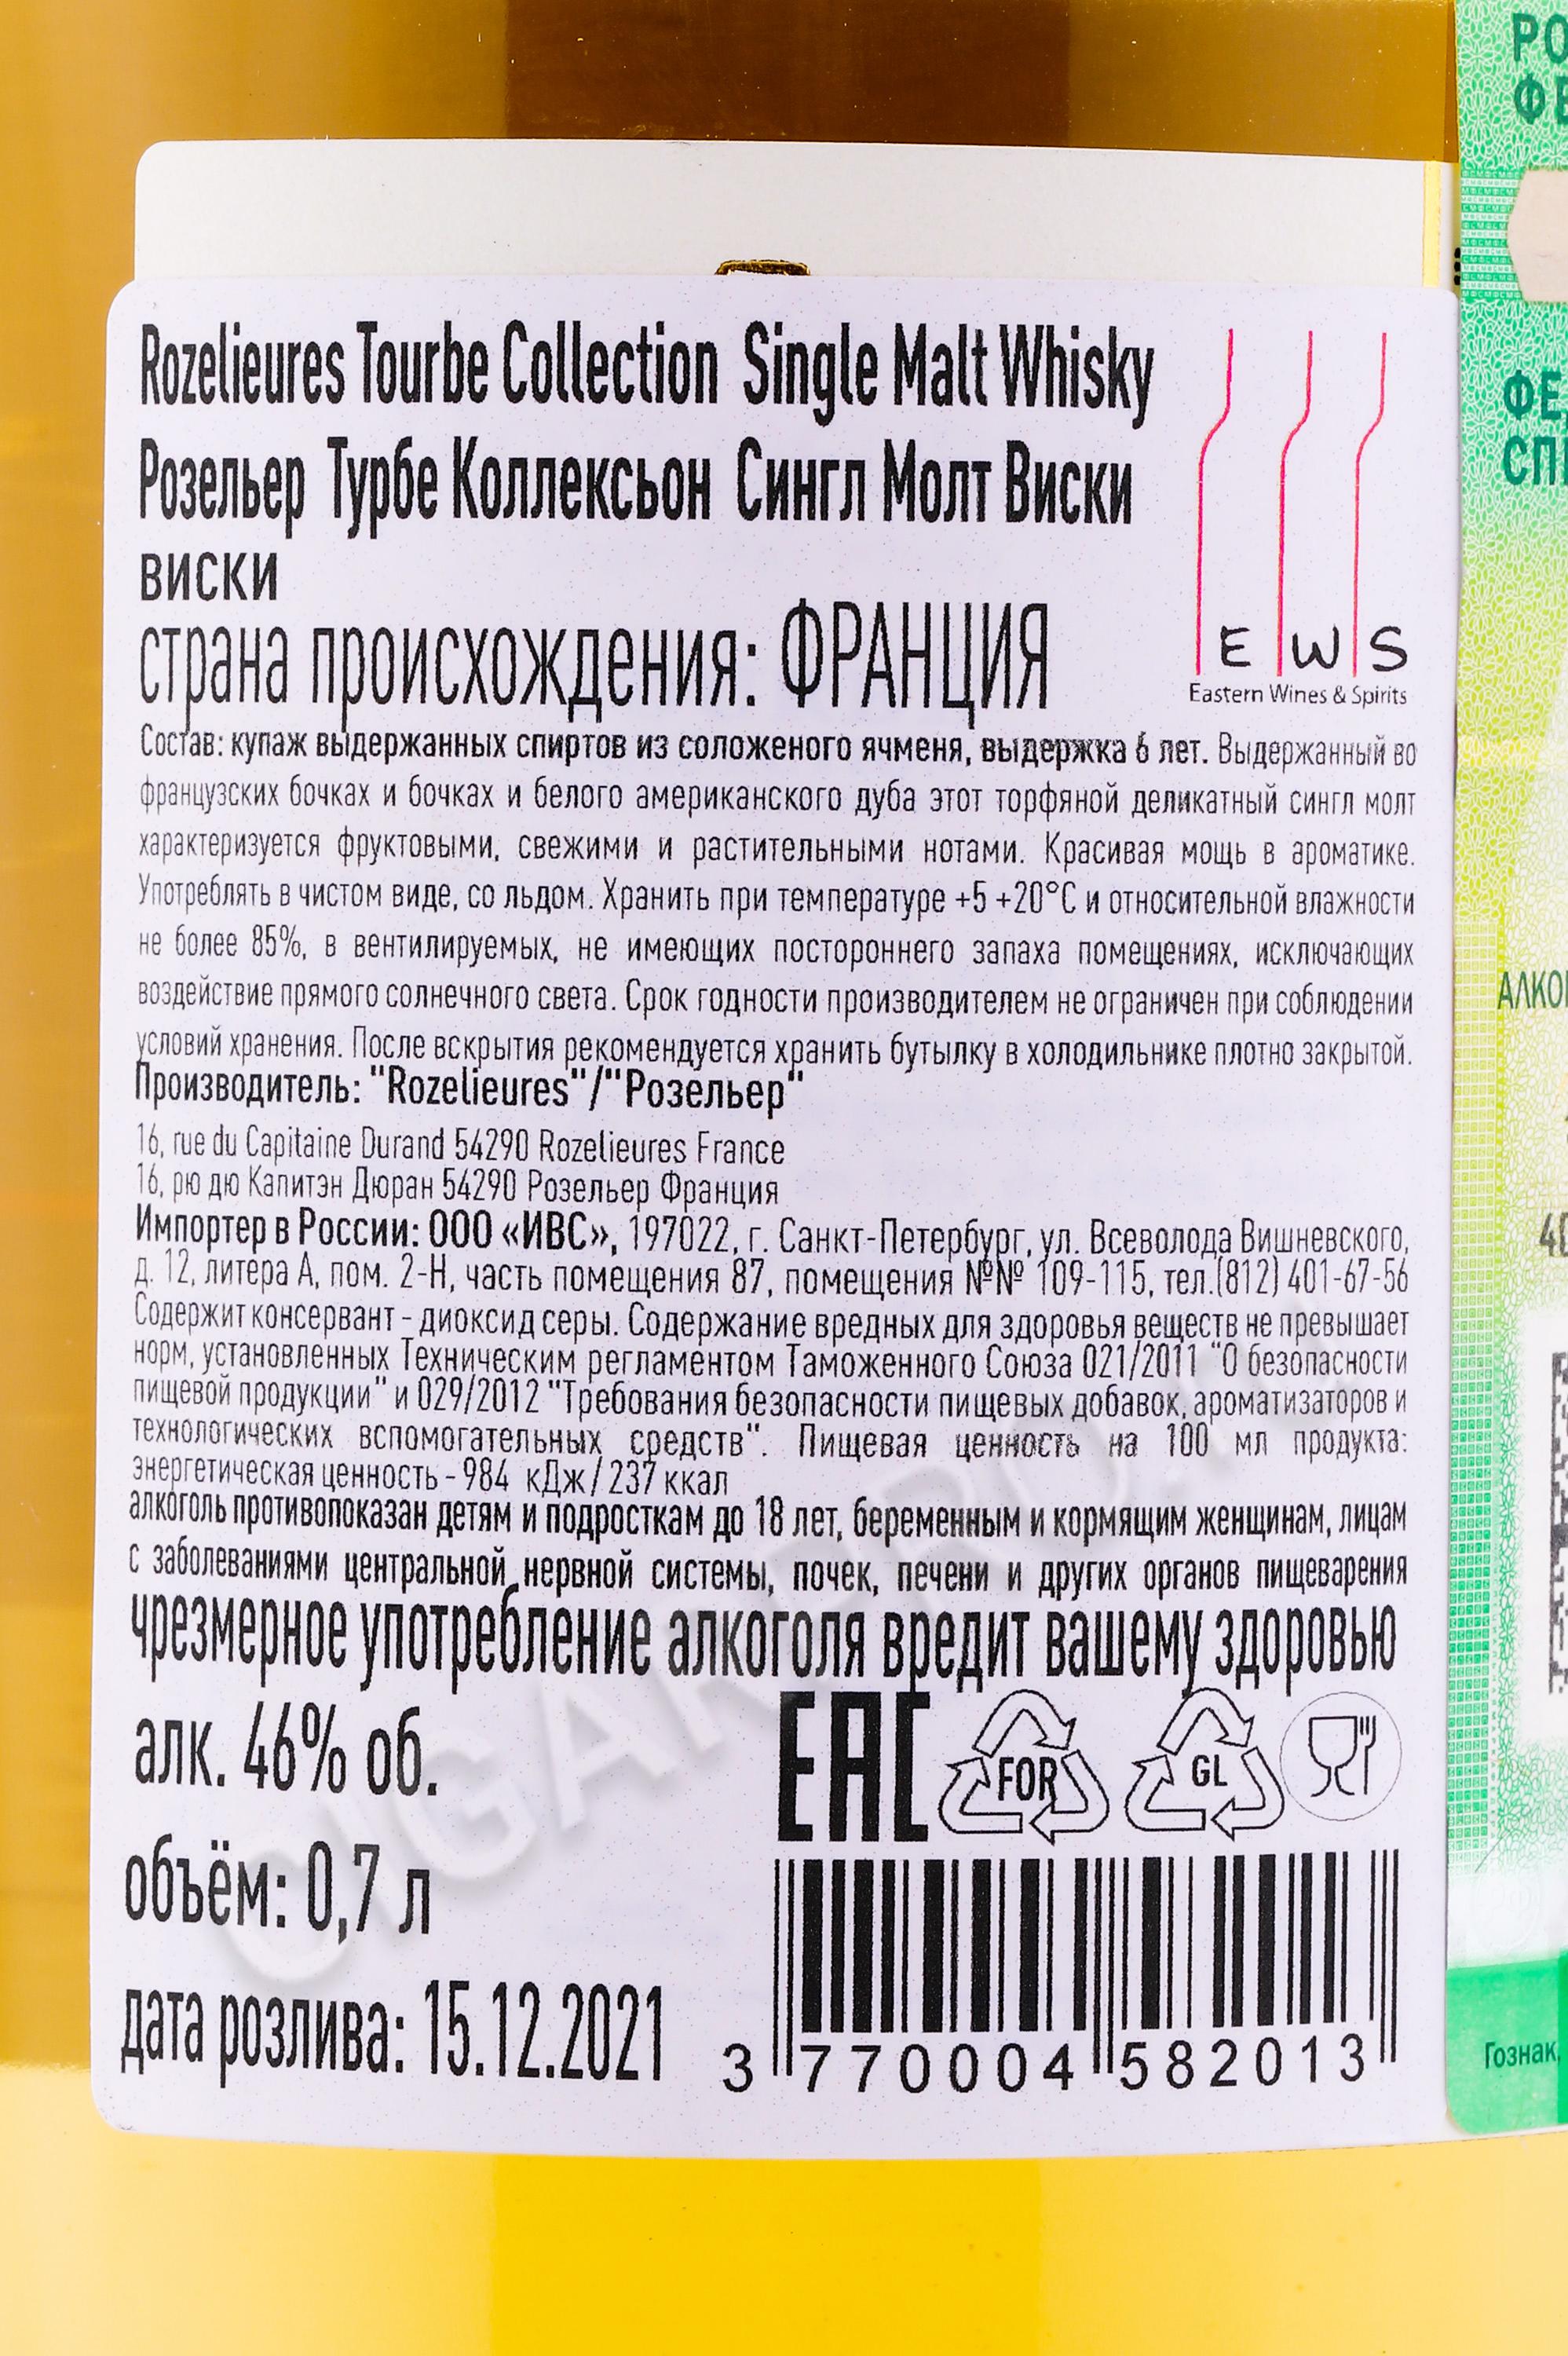 Rozelieures Tourbe Collection Single Malt Whisky
Розельер Турбе Коллексьон Сингл Молт Виски
виски
страна происхождения: ФРАНЦИЯ
E W S
Eastern Wines & Spirits
Состав: купаж выдержанных спиртов из соложеного ячменя, выдержка 6 лет. Выдержанный во
французских бочках и бочках и белого американского дуба этот торфяной деликатный сингл молт
характеризуется фруктовыми, свежими и растительными нотами. Красивая мощь в ароматике.
Употреблять в чистом виде, со льдом. Хранить при температуре +5 +20°C и относительной влажности
не более 85%, в вентилируемых, не имеющих постороннего запаха помещениях, исключающих
воздействие прямого солнечного света. Срок годности производителем не ограничен при соблюдении
условий хранения. После вскрытия рекомендуется хранить бутылку в холодильнике плотно закрытой.
Производитель: "Rozelieures"/"Розельер"
16, rue du Capitaine Durand 54290 Rozelieures France
16, рю дю Капитэн Дюран 54290 Розельер Франция
Импортер в России: ООО «ИВС», 197022, г. Санкт-Петербург, ул. Всеволода Вишневского,
д. 12, литера А, пом. 2-Н, часть помещения 87, помещения №№ 109-115, тел.(812) 401-67-56
Содержит консервант - диоксид серы. Содержание вредных для здоровья веществ не превышает
норм, установленных Техническим регламентом Таможенного Союза 021/2011 "О безопасности
пищевой продукции" и 029/2012 "Требования безопасности пищевых добавок, ароматизаторов и
технологических вспомогательных средств". Пищевая ценность на 100 мл продукта:
энергетическая ценность - 984 кДж/ 237 ккал
алкоголь противопоказан детям и подросткам до 18 лет, беременным и кормящим женщинам, лицам
с заболеваниями центральной нервной системы, почек, печени и других органов пищеварения
чрезмерное употребление алкоголя вредит вашему здоровью
алк. 46% об.
EAC FOR GL
объём: 0,7 л
дата розлива: 15.12.2021
3 770004 582013
РО
ФЕ
ФЕ
СПЕ
АЛКО
40
Гознак,
CIGARPRO.RU